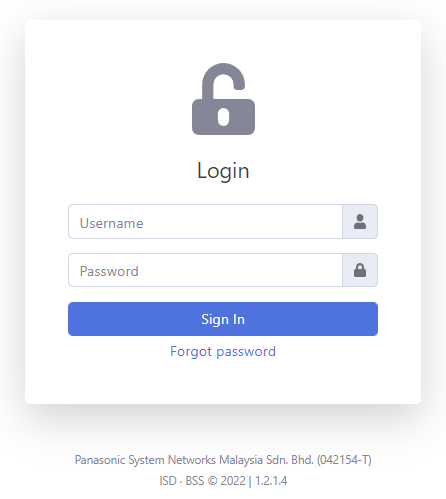 Login
Username
Password
Sign In
Forgot password
Panasonic System Networks Malaysia Sdn. Bhd. (042154-T)
ISD · BSS © 2022 | 1.2.1.4